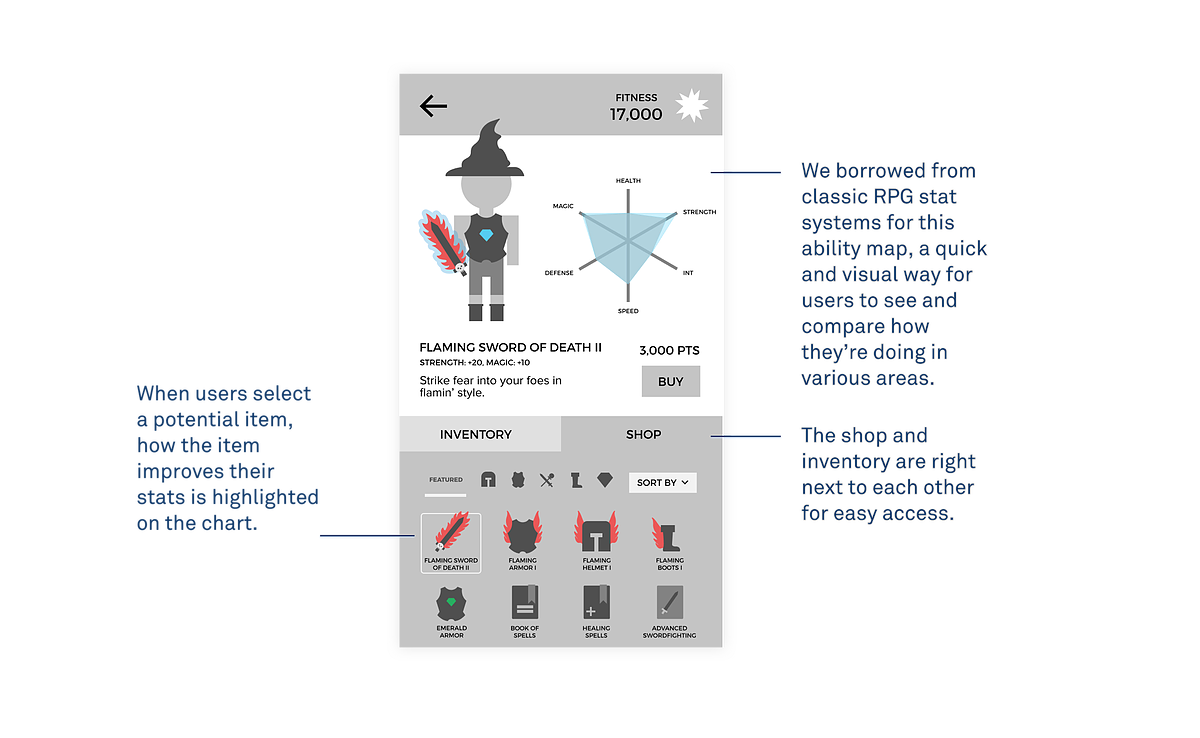 FITNESS
17,000
HEALTH
MAGIC
STRENGTH
DEFENSE
INT
SPEED
FLAMING SWORD OF DEATH II
STRENGTH: +20, MAGIC: +10
Strike fear into your foes in
flamin’ style.
3,000 PTS
BUY
INVENTORY
SHOP
FEATURED
SORT BY
FLAMING SWORD
OF DEATH II
FLAMING
ARMOR I
FLAMING
HELMET I
FLAMING
BOOTS I
EMERALD
ARMOR
BOOK OF
SPELLS
HEALING
SPELLS
ADVANCED
SWORDFIGHTING
When users select
a potential item,
how the item
improves their
stats is highlighted
on the chart.
We borrowed from
classic RPG stat
systems for this
ability map, a quick
and visual way for
users to see and
compare how
they’re doing in
various areas.
The shop and
inventory are right
next to each other
for easy access.